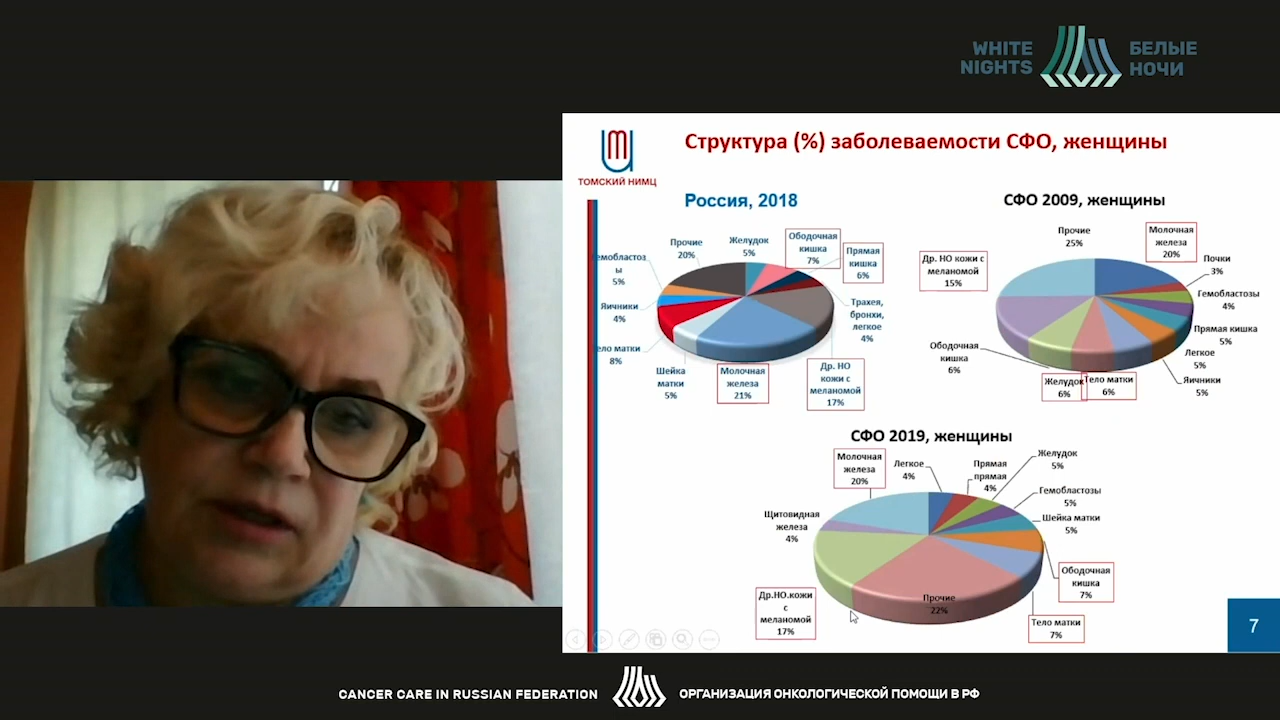 WHITE
NIGHTS
БЕЛЫЕ
НОЧИ
ТОМСКИЙ НИМЦ
Структура (%) заболеваемости СФО, женщины
Россия, 2018
Прочие
20%
Желудок
5%
Ободочная
кишка
7%
Прямая
кишка
6%
Трахея,
бронхи,
легкое
4%
Др. НО
кожи с
меланомой
17%
Молочная
железа
21%
Шейка
матки
5%
ело матки
8%
Яичники
4%
емобластоз
ы
5%
СФО 2009, женщины
Прочие
25%
Молочная
железа
20%
Почки
3%
Гемобластозы
4%
Прямая кишка
5%
Легкое
5%
Яичники
5%
Тело матки
6%
Желудок
6%
Ободочная
кишка
6%
Др. НО кожи с
меланомой
15%
СФО 2019, женщины
Молочная
железа
20%
Легкое
4%
Прямая
прямая
4%
Желудок
5%
Гемобластозы
5%
Шейка матки
5%
Ободочная
кишка
7%
Тело матки
7%
Прочие
22%
Др.НО.кожи
с
меланомой
17%
Щитовидная
железа
4%
7
CANCER CARE IN RUSSIAN FEDERATION
ОРГАНИЗАЦИЯ ОНКОЛОГИЧЕСКОЙ ПОМОЩИ В РФ